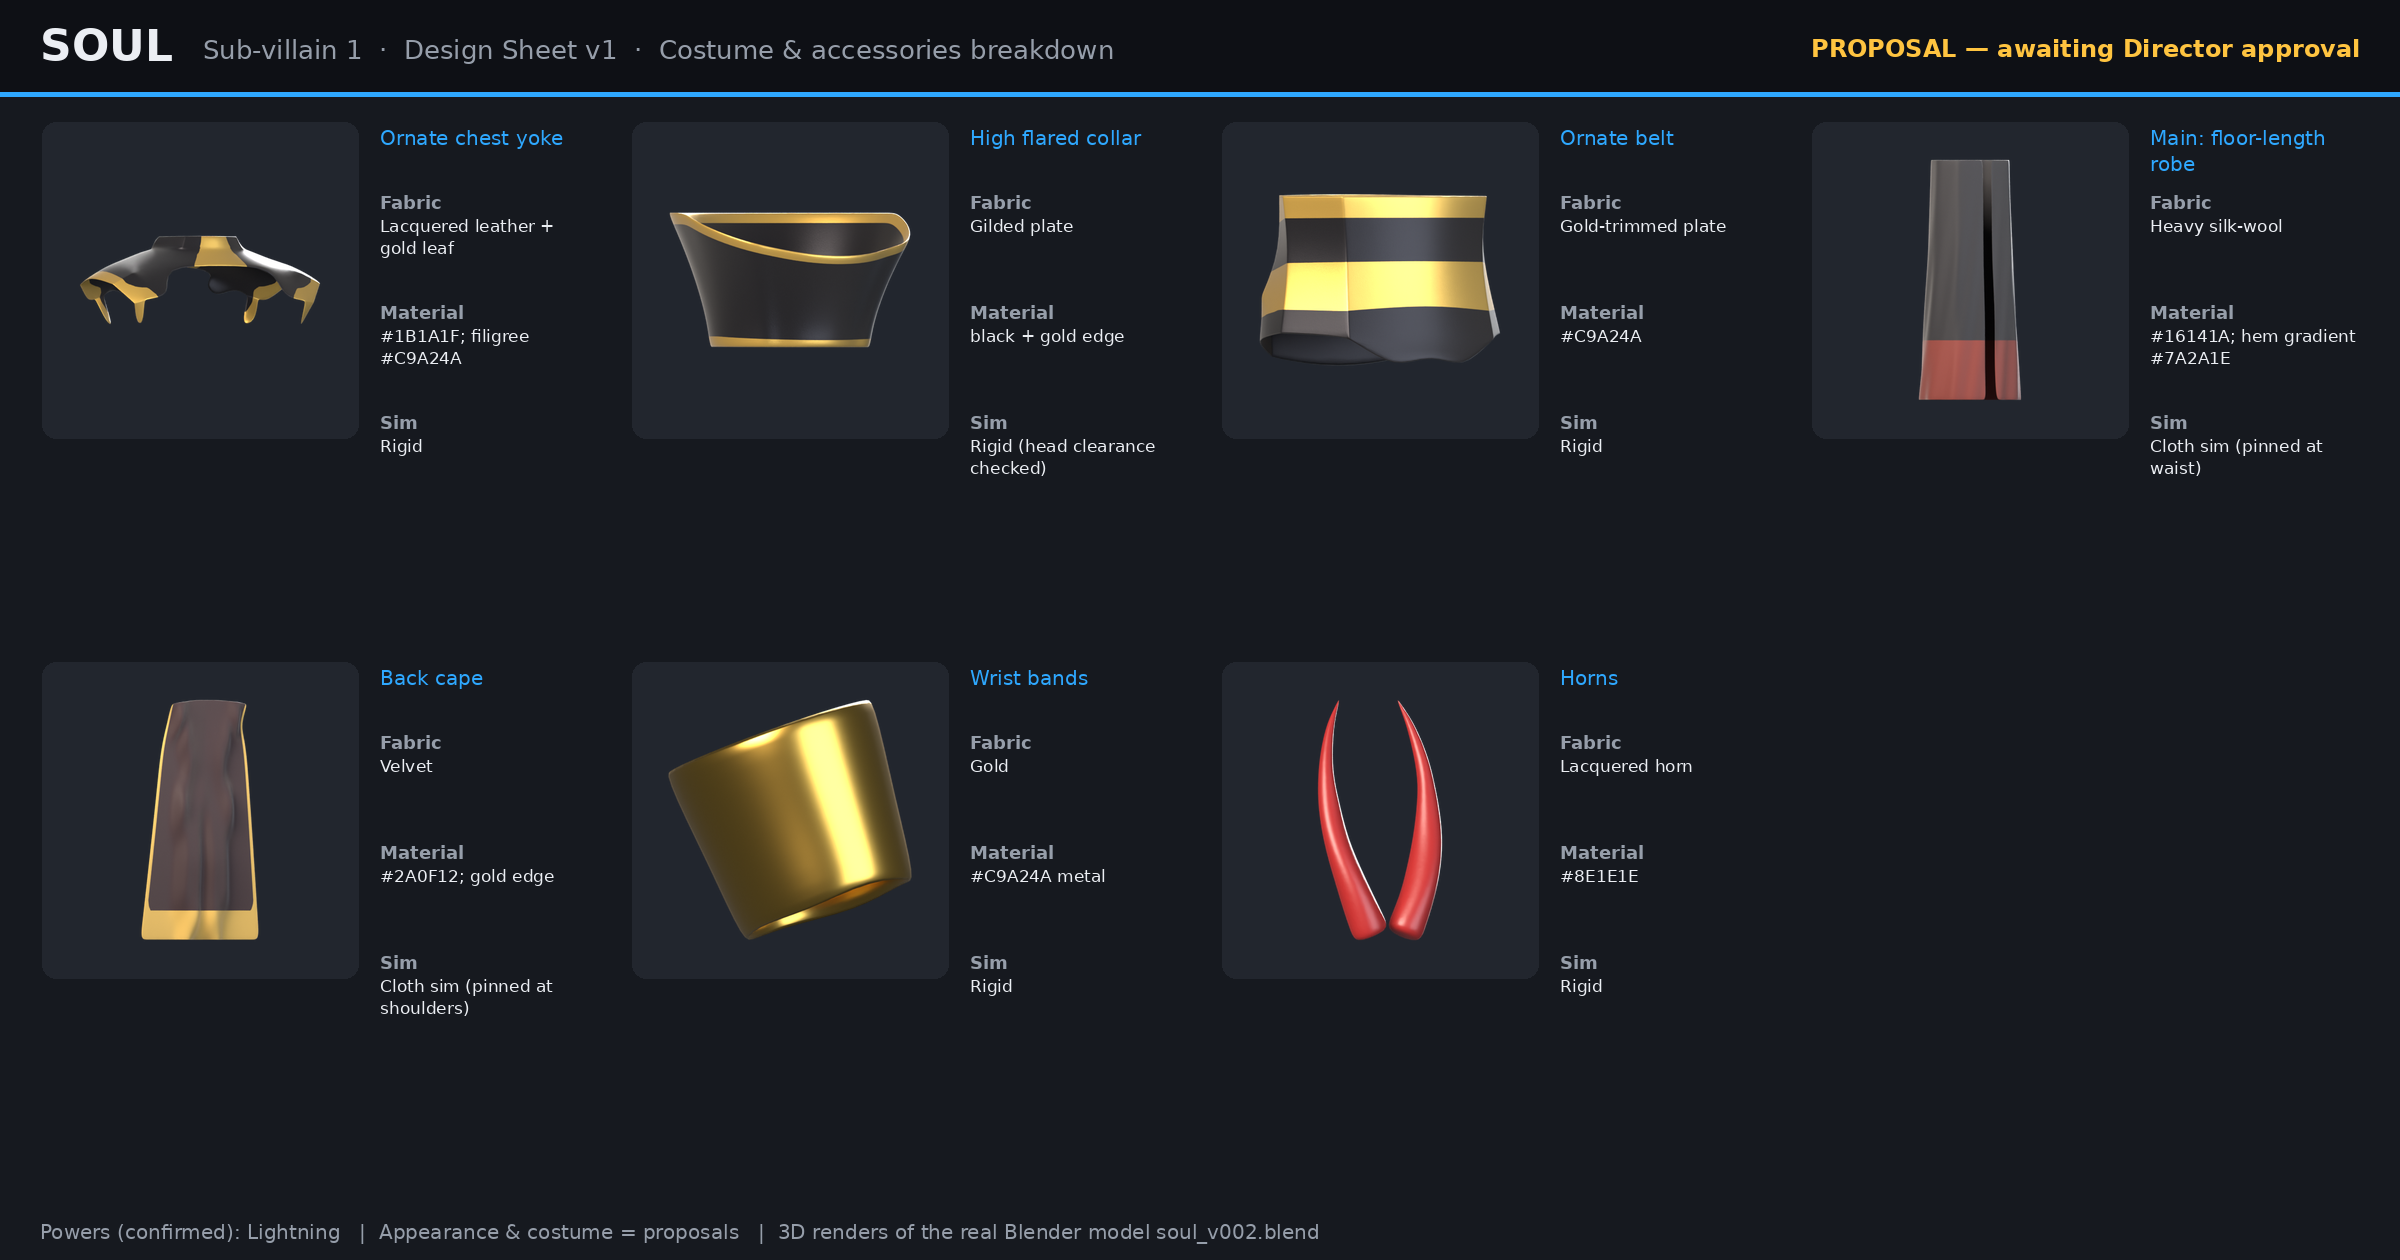 SOUL Sub-villain 1 · Design Sheet v1 · Costume & accessories breakdown
PROPOSAL — awaiting Director approval
Ornate chest yoke
Fabric
Lacquered leather +
gold leaf
Material
#1B1A1F; filigree
#C9A24A
Sim
Rigid
High flared collar
Fabric
Gilded plate
Material
black + gold edge
Sim
Rigid (head clearance
checked)
Ornate belt
Fabric
Gold-trimmed plate
Material
#C9A24A
Sim
Rigid
Main: floor-length
robe
Fabric
Heavy silk-wool
Material
#16141A; hem gradient
#7A2A1E
Sim
Cloth sim (pinned at
waist)
Back cape
Fabric
Velvet
Material
#2A0F12; gold edge
Sim
Cloth sim (pinned at
shoulders)
Wrist bands
Fabric
Gold
Material
#C9A24A metal
Sim
Rigid
Horns
Fabric
Lacquered horn
Material
#8E1E1E
Sim
Rigid
Powers (confirmed): Lightning | Appearance & costume = proposals | 3D renders of the real Blender model soul_v002.blend